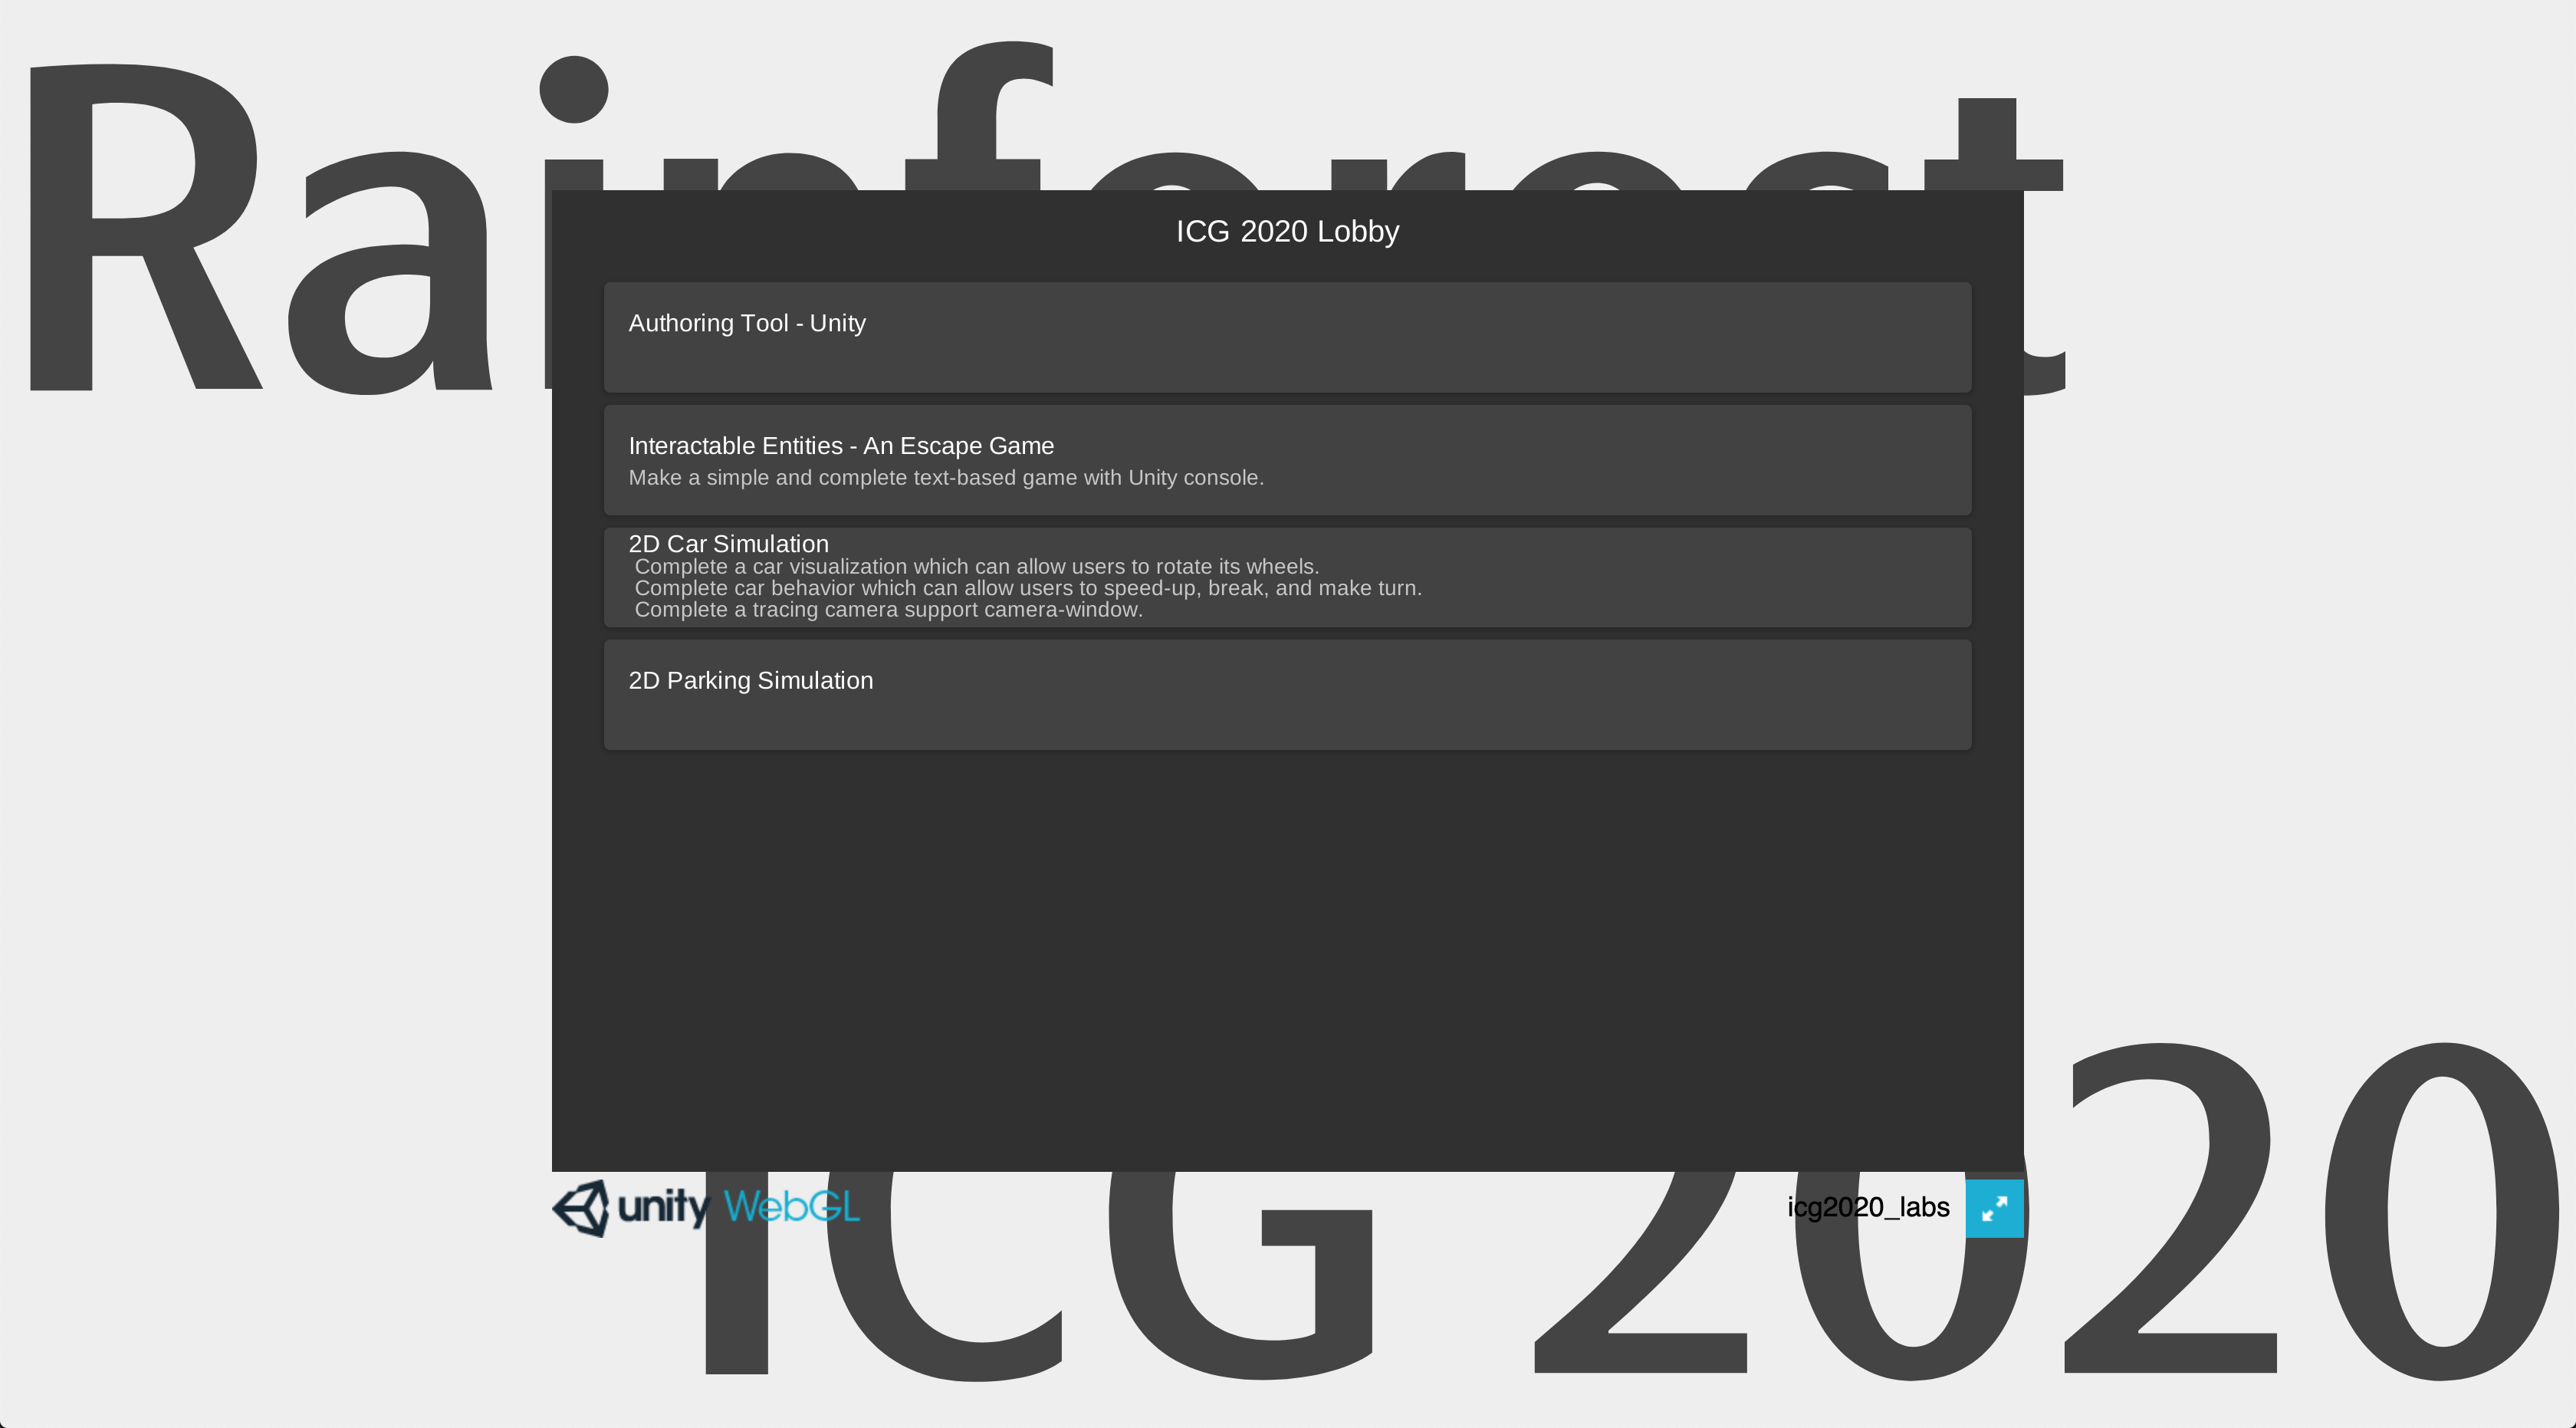 Rainforest
ICG 2020 Lobby
Authoring Tool - Unity
Interactable Entities - An Escape Game
Make a simple and complete text-based game with Unity console.
2D Car Simulation
Complete a car visualization which can allow users to rotate its wheels.
Complete car behavior which can allow users to speed-up, break, and make turn.
Complete a tracing camera support camera-window.
2D Parking Simulation
unity WebGL
icg2020_labs
ICG 2020